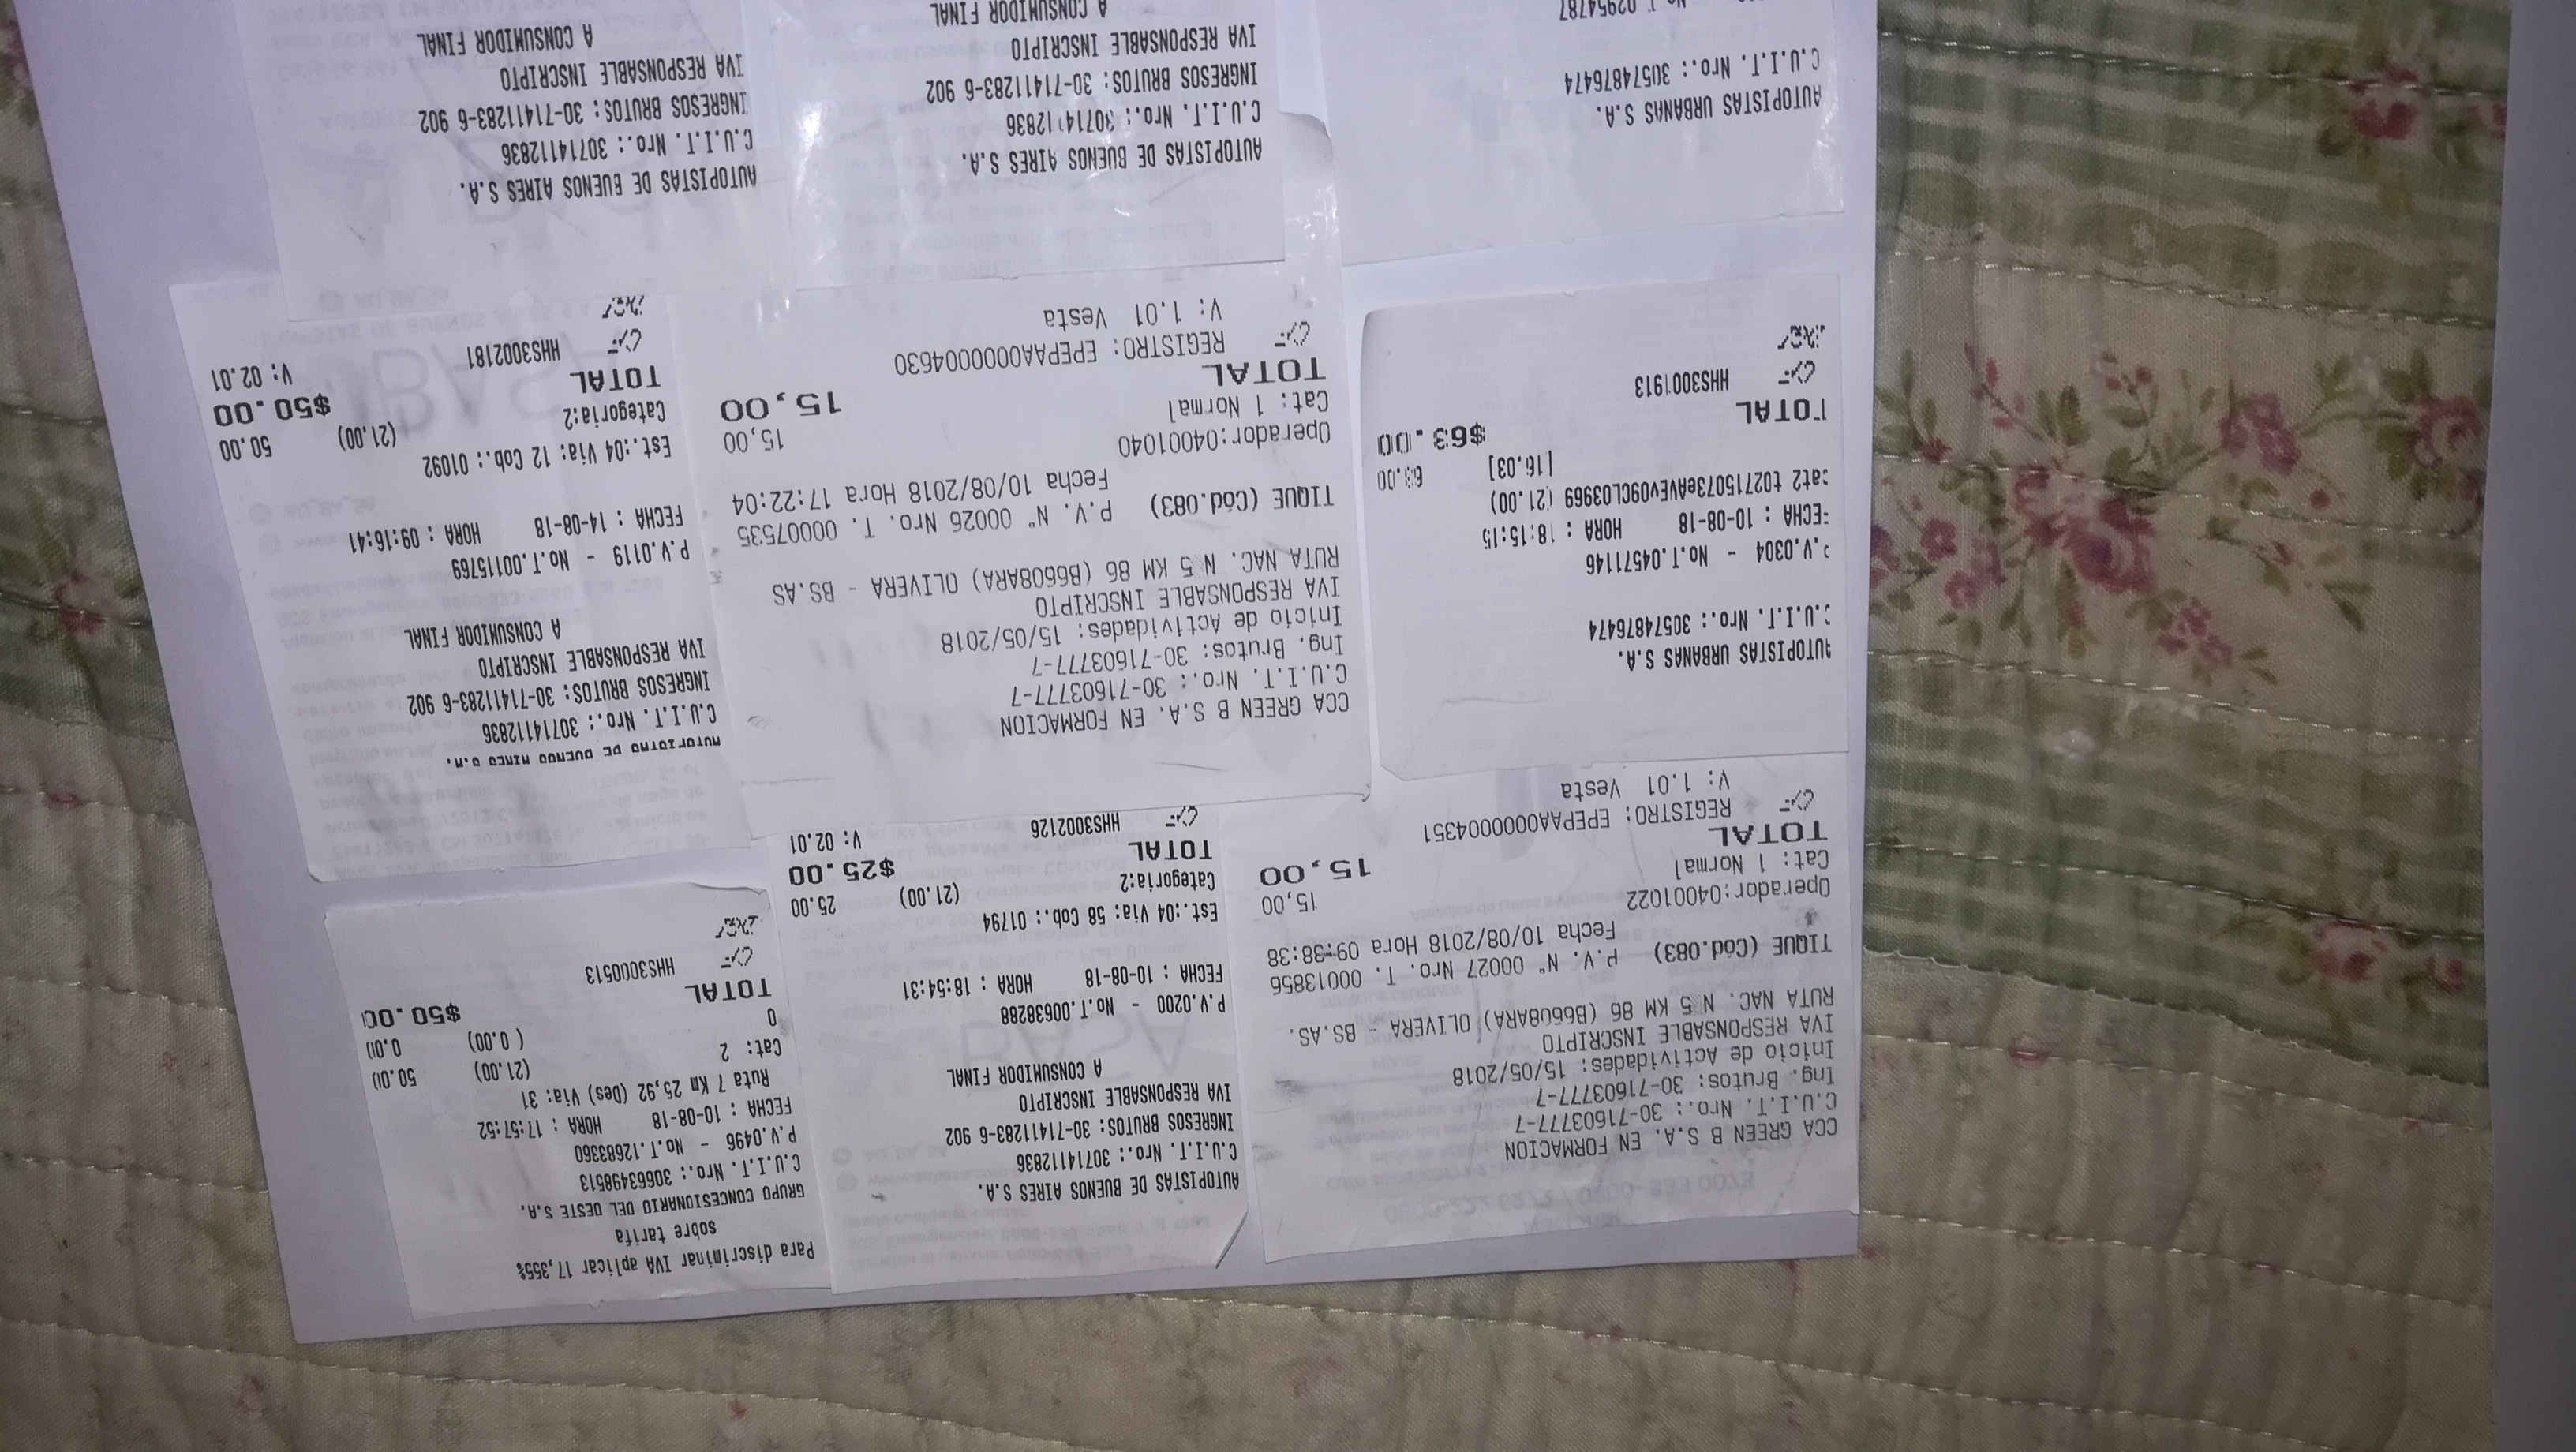 CCA GREEN B S.A. EN FORMACION
C.U.I.T. Nro.: 30-71603777-7
Ing. Brutos: 30-71603777-7
Inicio de Actividades: 15/05/2018
IVA RESPONSABLE INSCRIPTO
RUTA NAC. N 5 KM 86 (B6608ARA) OLIVERA - BS.AS.
TIQUE (Cód.083) P.V. N° 00027 Nro. T. 00013856
Fecha 10/08/2018 Hora 09:38:38
Operador:04001022
Cat: 1 Normal 15,00
TOTAL 15,00
CF REGISTRO: EPEPAA0000004351
V: 1.01 Vesta
AUTOPISTAS DE BUENOS AIRES S.A.
C.U.I.T. Nro.: 30714112836
INGRESOS BRUTOS: 30-71411283-6 902
IVA RESPONSABLE INSCRIPTO
A CONSUMIDOR FINAL
P.V.0200 - No.T.00638288
FECHA : 10-08-18 HORA : 18:54:31
Est.:04 Via: 58 Cob.: 01794
Categoria:2 (21.00) 25.00
TOTAL $25.00
CF HHS3002126 V: 02.01
Para discriminar IVA aplicar 17,355%
sobre tarifa
GRUPO CONCESIONARIO DEL OESTE S.A.
C.U.I.T. Nro.: 30663498513
P.V.0496 - No.T.12683360
FECHA : 10-08-18 HORA : 17:57:52
Ruta 7 Km 25,92 (Des) Via: 31
Cat: 2 (21.00) 50.00
0 ( 0.00) 0.00
TOTAL $50.00
CF HHS3000513
AUTOPISTAS URBANAS S.A.
C.U.I.T. Nro.: 30574876474
P.V.0304 - No.T.04571146
FECHA : 10-08-18 HORA : 18:15:15
cat2 t02715073eAVEv09CL03969 (21.00)
[16.03] 63.00
TOTAL $63.00
CF HHS3001913
CCA GREEN B S.A. EN FORMACION
C.U.I.T. Nro.: 30-71603777-7
Ing. Brutos: 30-71603777-7
Inicio de Actividades: 15/05/2018
IVA RESPONSABLE INSCRIPTO
RUTA NAC. N 5 KM 86 (B6608ARA) OLIVERA - BS.AS
TIQUE (Cód.083) P.V. N° 00026 Nro. T. 00007535
Fecha 10/08/2018 Hora 17:22:04
Operador:04001040
Cat: 1 Normal 15,00
TOTAL 15,00
CF REGISTRO: EPEPAA0000004630
V: 1.01 Vesta
AUTOPISTAS DE BUENOS AIRES S.A.
C.U.I.T. Nro.: 30714112836
INGRESOS BRUTOS: 30-71411283-6 902
IVA RESPONSABLE INSCRIPTO
A CONSUMIDOR FINAL
P.V.0119 - No.T.00115769
FECHA : 14-08-18 HORA : 09:16:41
Est.:04 Via: 12 Cob.: 01092
Categoria:2 (21.00) 50.00
TOTAL $50.00
CF HHS3002181 V: 02.01
AUTOPISTAS URBANAS S.A.
C.U.I.T. Nro.: 30574876474
No.T.02954787
AUTOPISTAS DE BUENOS AIRES S.A.
C.U.I.T. Nro.: 30714112836
INGRESOS BRUTOS: 30-71411283-6 902
IVA RESPONSABLE INSCRIPTO
A CONSUMIDOR FINAL
AUTOPISTAS DE BUENOS AIRES S.A.
C.U.I.T. Nro.: 30714112836
INGRESOS BRUTOS: 30-71411283-6 902
IVA RESPONSABLE INSCRIPTO
A CONSUMIDOR FINAL